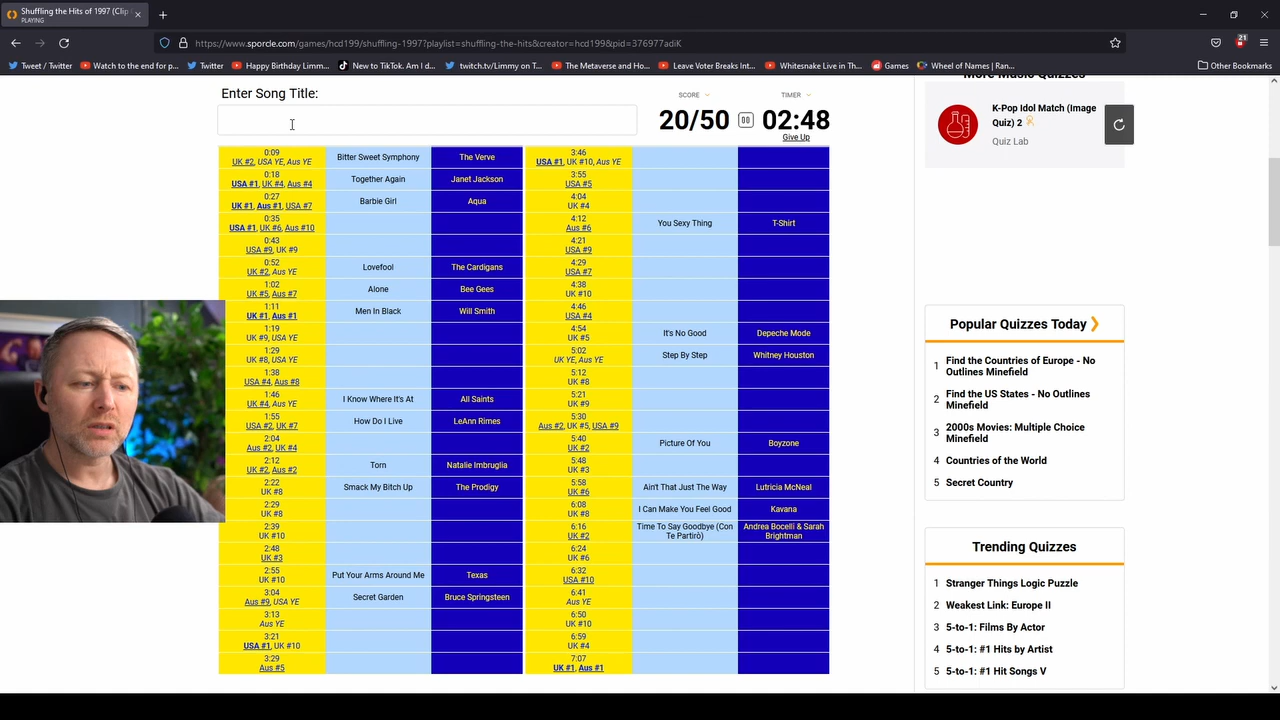 Shuffling the Hits of 1997 (Clip
PLAYING
https://www.sporcle.com/games/hcd199/shuffling-1997?playlist=shuffling-the-hits&creator=hcd199&pid=376977adiK
21
Tweet / Twitter
Watch to the end for p...
Twitter
Happy Birthday! Limm...
New to TikTok. Am I d...
twitch.tv/Limmy on T...
The Metaverse and Ho...
Leave Voter Breaks Int...
Whitesnake Live in Th...
Games
Wheel of Names | Ran...
Other Bookmarks
Enter Song Title:
SCORE
TIMER
20/50
02:48
Give Up
0:09
UK #2, USA YE, Aus YE
Bitter Sweet Symphony
The Verve
0:18
USA #1, UK #4, Aus #4
Together Again
Janet Jackson
0:27
UK #1, Aus #1, USA #7
Barbie Girl
Aqua
0:35
USA #1, UK #6, Aus #10
0:43
USA #9, UK #9
0:52
UK #2, Aus YE
Lovefool
The Cardigans
1:02
UK #5, Aus #7
Alone
Bee Gees
1:11
UK #1, Aus #1
Men In Black
Will Smith
1:19
UK #9, USA YE
1:29
UK #8, USA YE
1:38
USA #4, Aus #8
1:46
UK #4, Aus YE
I Know Where It's At
All Saints
1:55
USA #2, UK #7
How Do I Live
LeAnn Rimes
2:04
Aus #2, UK #4
2:12
UK #2, Aus #2
Torn
Natalie Imbruglia
2:22
UK #8
Smack My Bitch Up
The Prodigy
2:29
UK #8
2:39
UK #10
2:48
UK #3
2:55
UK #10
Put Your Arms Around Me
Texas
3:04
Aus #9, USA YE
Secret Garden
Bruce Springsteen
3:13
Aus YE
3:21
USA #1, UK #10
3:29
Aus #5
3:46
USA #1, UK #10, Aus YE
3:55
USA #5
4:04
UK #4
4:12
Aus #6
You Sexy Thing
T-Shirt
4:21
USA #9
4:29
USA #7
4:38
UK #10
4:46
USA #4
4:54
UK #5
It's No Good
Depeche Mode
5:02
UK YE, Aus YE
Step By Step
Whitney Houston
5:12
UK #8
5:21
UK #9
5:30
Aus #2, UK #5, USA #9
5:40
UK #2
Picture Of You
Boyzone
5:48
UK #3
5:58
UK #6
Ain't That Just The Way
Lutricia McNeal
6:08
UK #8
I Can Make You Feel Good
Kavana
6:16
UK #2
Time To Say Goodbye (Con
Te Partirò)
Andrea Bocelli & Sarah
Brightman
6:24
UK #6
6:32
USA #10
6:41
Aus YE
6:50
UK #10
6:59
UK #4
7:07
UK #1, Aus #1
More Music Quizzes
K-Pop Idol Match (Image
Quiz) 2
Quiz Lab
Popular Quizzes Today
1 Find the Countries of Europe - No
Outlines Minefield
2 Find the US States - No Outlines
Minefield
3 2000s Movies: Multiple Choice
Minefield
4 Countries of the World
5 Secret Country
Trending Quizzes
1 Stranger Things Logic Puzzle
2 Weakest Link: Europe II
3 5-to-1: Films By Actor
4 5-to-1: #1 Hits by Artist
5 5-to-1: #1 Hit Songs V